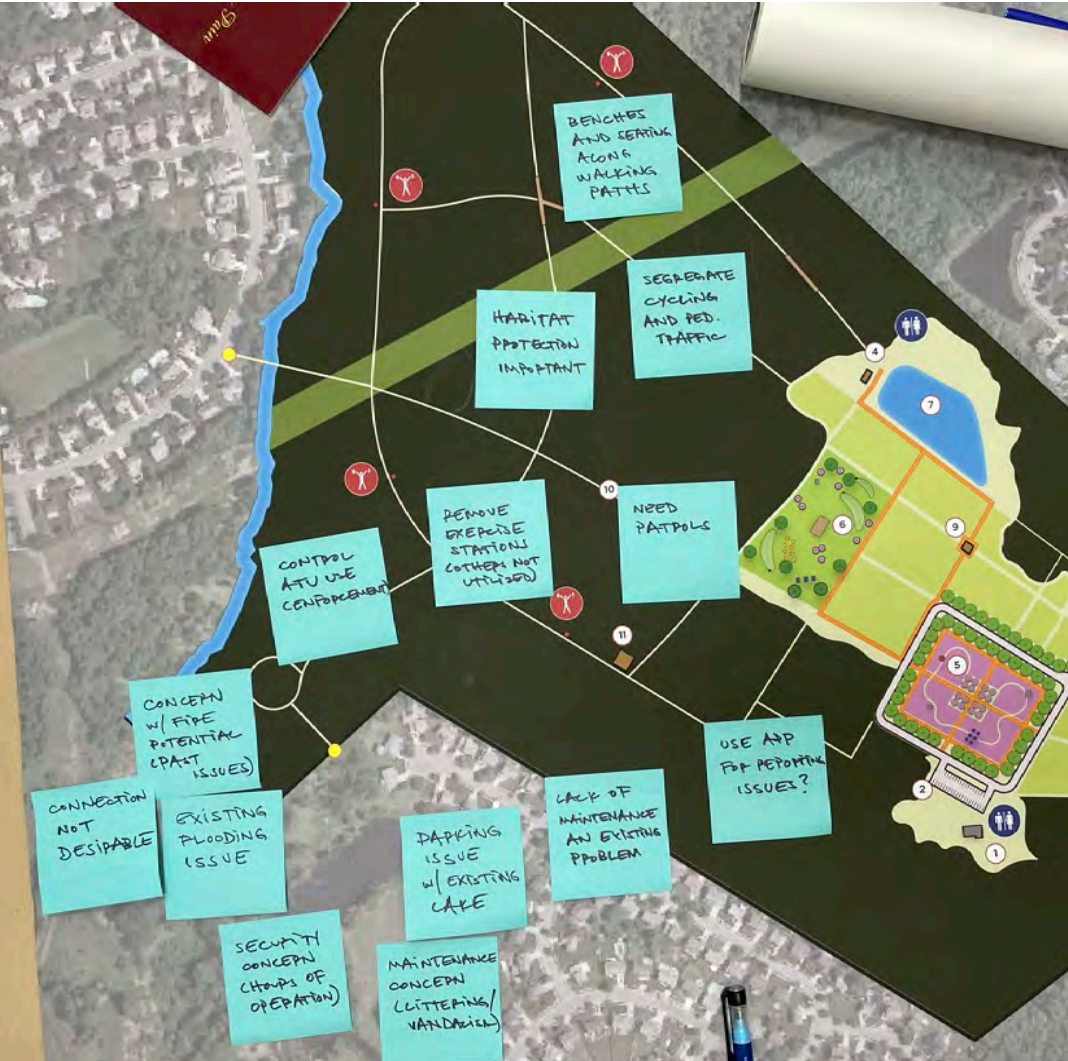 Pain
BENCHES
AND SEATING
ALONG
WALKING
PATHS
SEGREGATE
CYCLING
AND PED.
TRAFFIC
HABITAT
PROTECTION
IMPORTANT
4
7
10
6
9
REMOVE
EXERCISE
STATIONS
(OTHERS NOT
UTILIZED)
NEED
PATROLS
CONTROL
ATV USE
(ENFORCEMENT)
11
5
CONCERN
W/ FIRE
POTENTIAL
(PAST
ISSUES)
USE APP
FOR REPORTING
ISSUES?
2
1
CONNECTION
NOT
DESIRABLE
EXISTING
FLOODING
ISSUE
PARKING
ISSUE
W/ EXISTING
LAKE
LACK OF
MAINTENANCE
AN EXISTING
PROBLEM
SECURITY
CONCERN
(HOURS OF
OPERATION)
MAINTENANCE
CONCERN
(LITTERING/
VANDALISM)